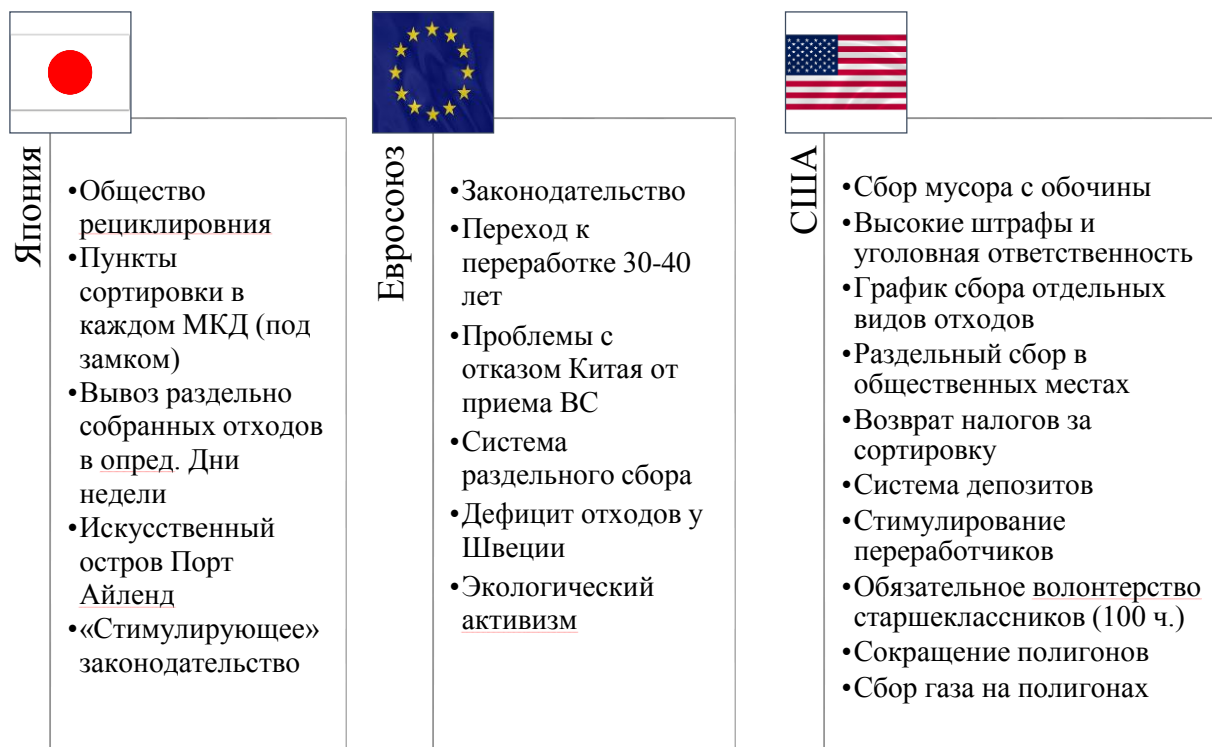 Япония
•Общество
рециклировния
•Пункты
сортировки в
каждом МКД (под
замком)
•Вывоз раздельно
собранных отходов
в опред. Дни
недели
•Искусственный
остров Порт
Айленд
•«Стимулирующее»
законодательство
Евросоюз
•Законодательство
•Переход к
переработке 30-40
лет
•Проблемы с
отказом Китая от
приема ВС
•Система
раздельного сбора
•Дефицит отходов у
Швеции
•Экологический
активизм
США
•Сбор мусора с обочины
•Высокие штрафы и
уголовная ответственность
•График сбора отдельных
видов отходов
•Раздельный сбор в
общественных местах
•Возврат налогов за
сортировку
•Система депозитов
•Стимулирование
переработчиков
•Обязательное волонтерство
старшеклассников (100 ч.)
•Сокращение полигонов
•Сбор газа на полигонах